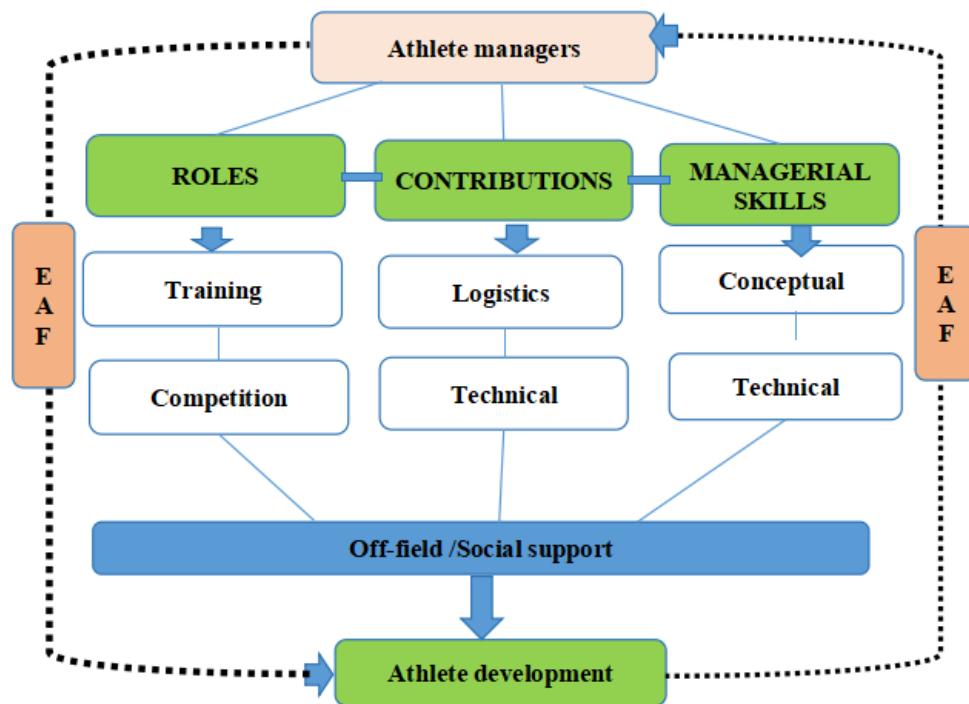 Athlete managers
ROLES
CONTRIBUTIONS
MANAGERIAL
SKILLS
E
A
F
E
A
F
Training
Logistics
Conceptual
Competition
Technical
Technical
Off-field /Social support
Athlete development